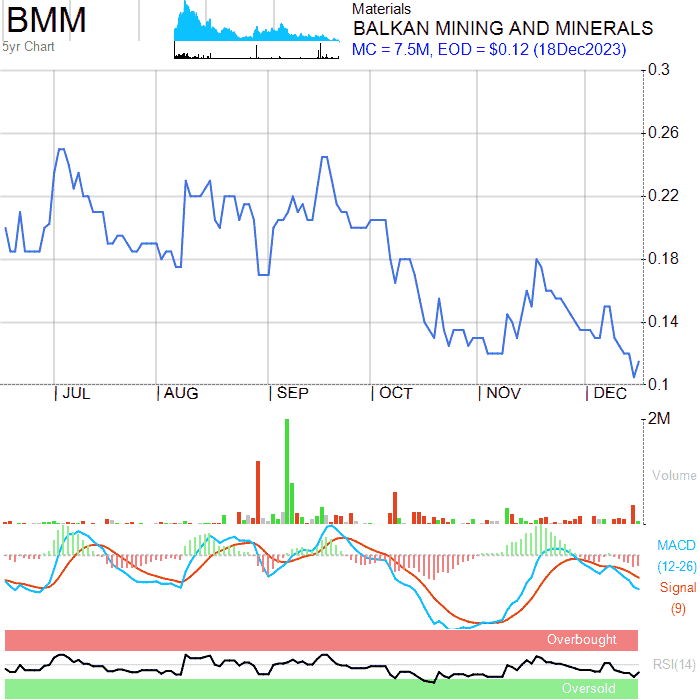 BMM
5yr Chart
Materials
BALKAN MINING AND MINERALS
MC = 7.5M, EOD = $0.12 (18Dec2023)
0.3
0.26
0.22
0.18
0.14
0.1
JUL AUG SEP OCT NOV DEC
2M
Volume
MACD
(12-26)
Signal
(9)
Overbought
RSI(14)
Oversold